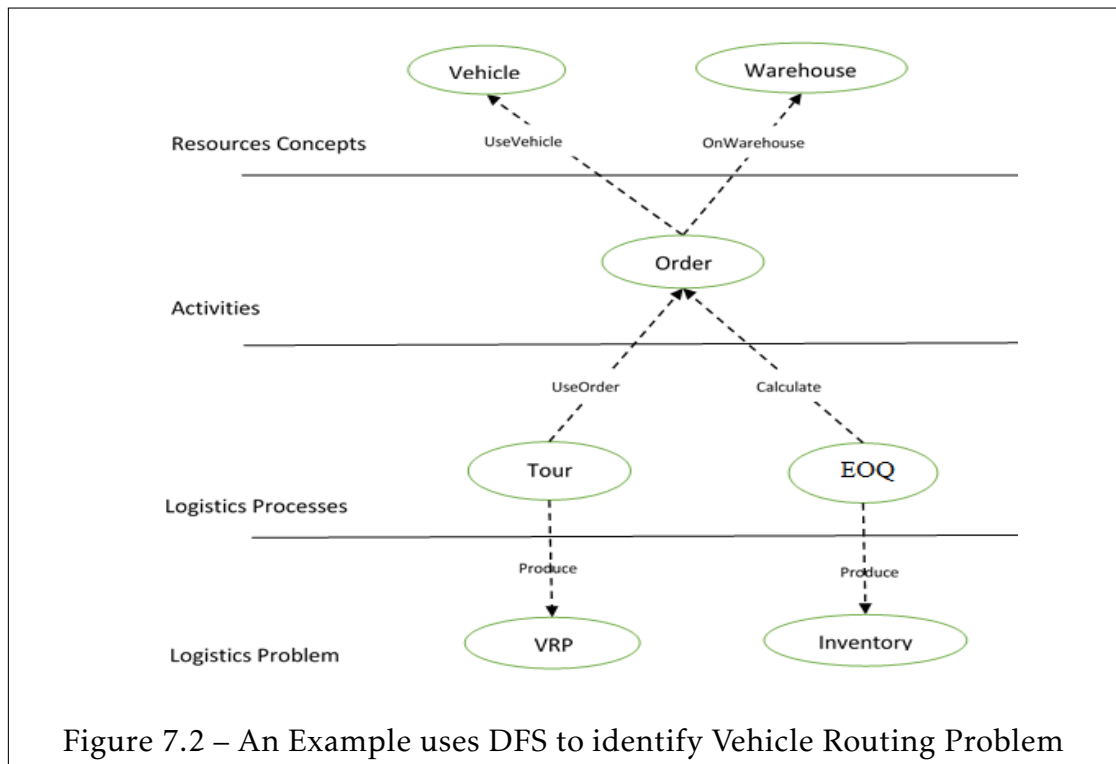 Vehicle
Warehouse
UseVehicle
OnWarehouse
Resources Concepts
Order
Activities
UseOrder
Calculate
Tour
EOQ
Logistics Processes
Produce
Produce
VRP
Inventory
Logistics Problem
Figure 7.2 – An Example uses DFS to identify Vehicle Routing Problem